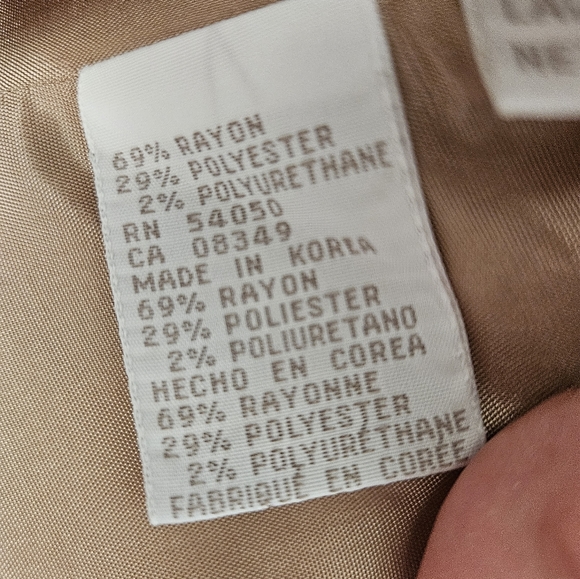 69% RAYON
29% POLYESTER
2% POLYURETHANE
RN 54050
CA 08349
MADE IN KOREA
69% RAYON
29% POLIESTER
2% POLIURETANO
HECHO EN COREA
69% RAYONNE
29% POLYESTER
2% POLYURÉTHANE
FABRIQUÉ EN CORÉE